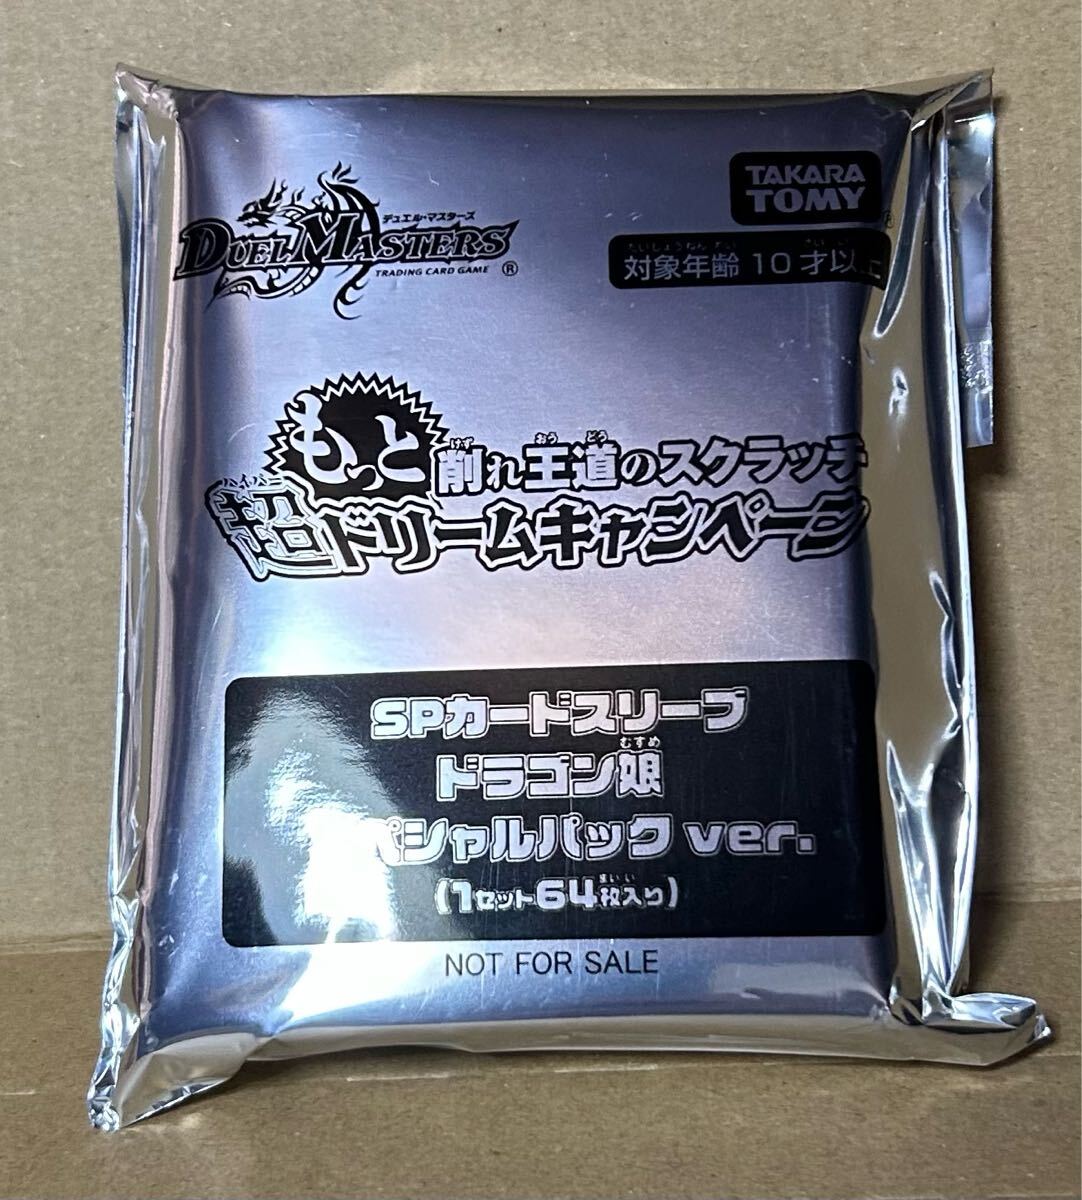 デュエル・マスターズ
DUEL MASTERS
TRADING CARD GAME ®
TAKARA
TOMY
®
たいしょうねんれい さい い
対象年齢 10才以上
もっと
けず おう どう
削れ王道のスクラッチ
ハイパー
超ドリームキャンペーン
SPカードスリーブ
むすめ
ドラゴン娘
ペシャルパック ver.
まい い
(1セット64枚入り)
NOT FOR SALE